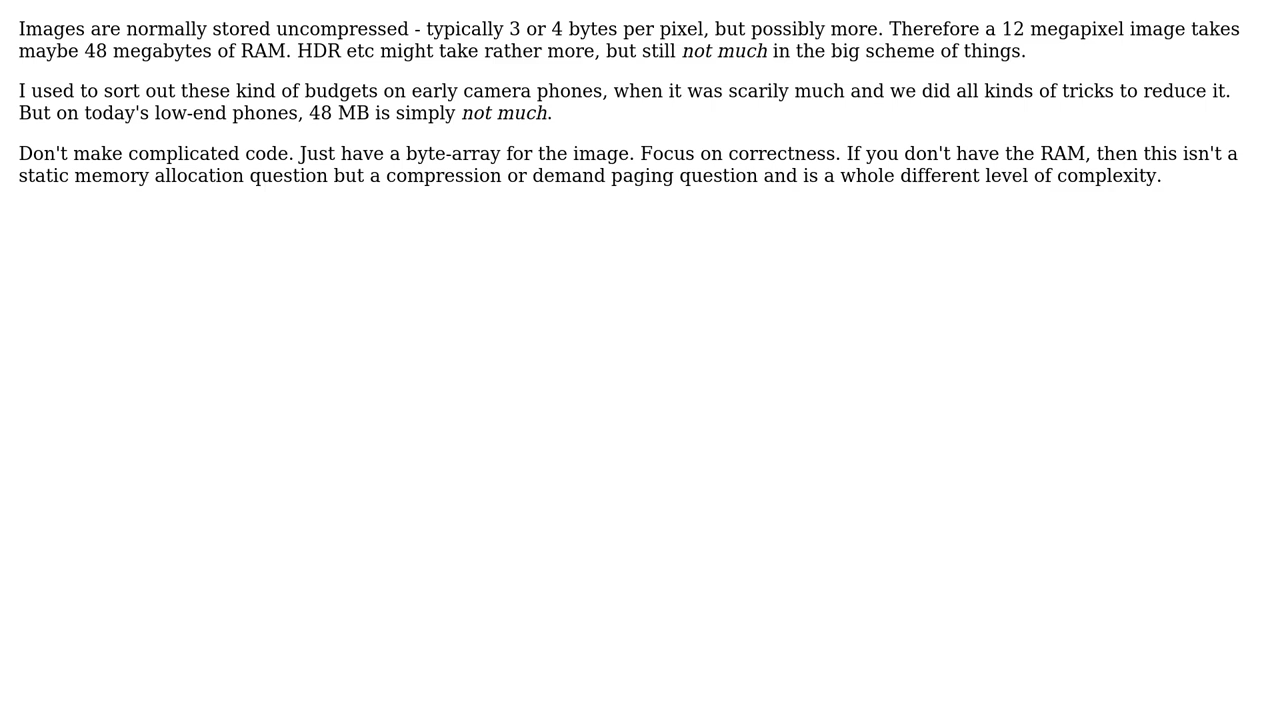 Images are normally stored uncompressed - typically 3 or 4 bytes per pixel, but possibly more. Therefore a 12 megapixel image takes
maybe 48 megabytes of RAM. HDR etc might take rather more, but still not much in the big scheme of things.
I used to sort out these kind of budgets on early camera phones, when it was scarily much and we did all kinds of tricks to reduce it.
But on today's low-end phones, 48 MB is simply not much.
Don't make complicated code. Just have a byte-array for the image. Focus on correctness. If you don't have the RAM, then this isn't a
static memory allocation question but a compression or demand paging question and is a whole different level of complexity.